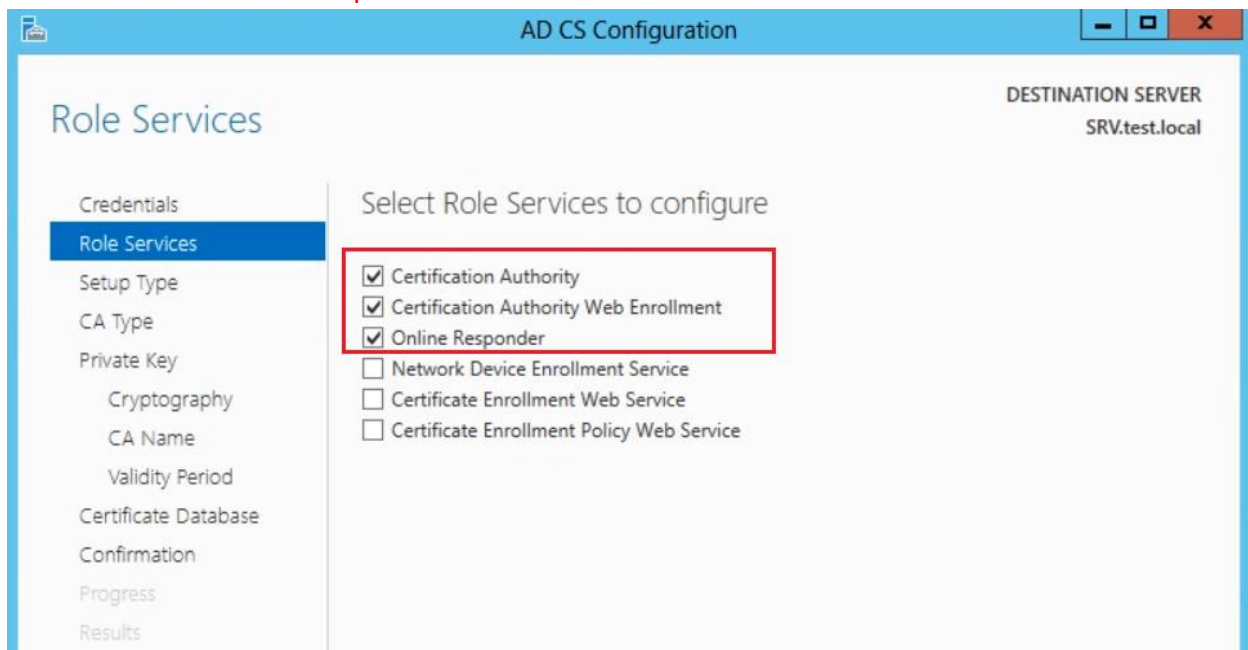 AD CS Configuration
DESTINATION SERVER
SRV.test.local
Role Services
Credentials
Role Services
Setup Type
CA Type
Private Key
Cryptography
CA Name
Validity Period
Certificate Database
Confirmation
Progress
Results
Select Role Services to configure
Certification Authority
Certification Authority Web Enrollment
Online Responder
Network Device Enrollment Service
Certificate Enrollment Web Service
Certificate Enrollment Policy Web Service